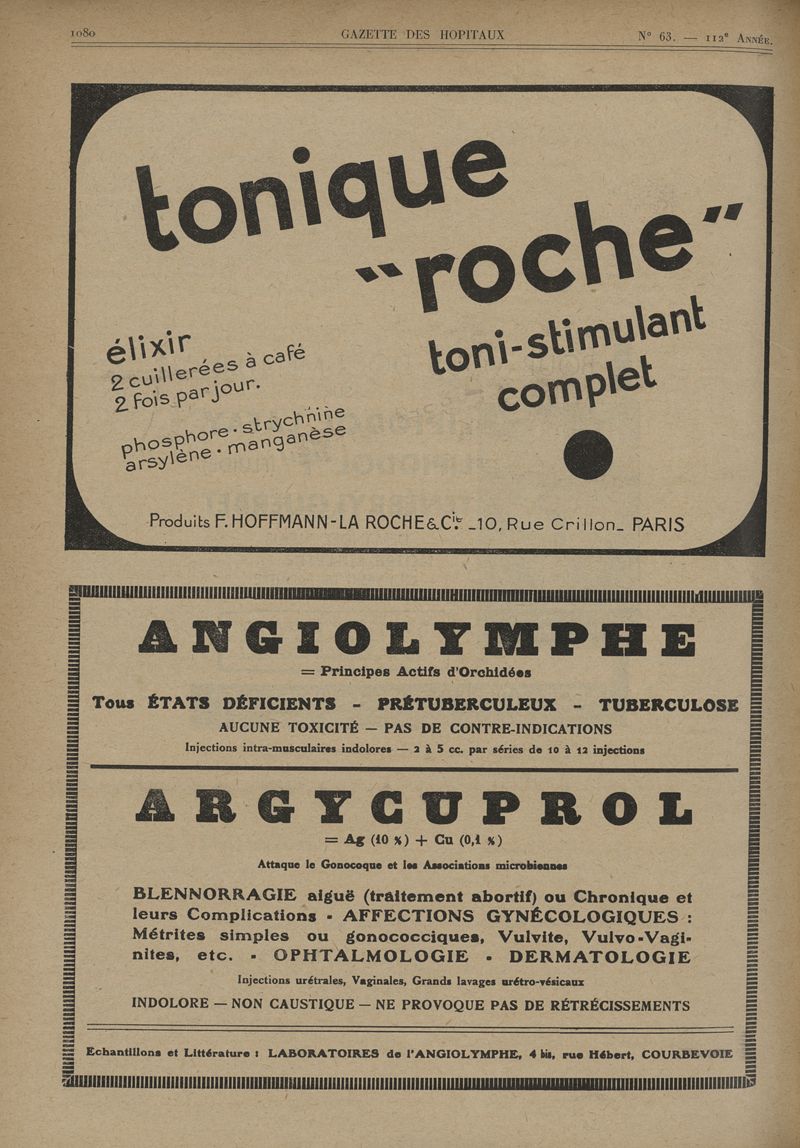 1080
GAZETTE DES HOPITAUX
N° 63. — 112e ANNÉE.
tonique
"roche"
élixir
2 cuillerées à café
2 fois par jour.
phosphore · strychnine
arsylène · manganèse
toni-stimulant
complet
Produits F. HOFFMANN-LA ROCHE & Cie _10, Rue Crillon_ PARIS
ANGIOLYMPHE
= Principes Actifs d'Orchidées
Tous ÉTATS DÉFICIENTS - PRÉTUBERCULEUX - TUBERCULOSE
AUCUNE TOXICITÉ — PAS DE CONTRE-INDICATIONS
Injections intra-musculaires indolores — 2 à 5 cc. par séries de 10 à 12 injections
ARGYCUPROL
= Ag (10 %) + Cu (0,1 %)
Attaque le Gonocoque et les Associations microbiennes
BLENNORRAGIE aiguë (traitement abortif) ou Chronique et
leurs Complications - AFFECTIONS GYNÉCOLOGIQUES :
Métrites simples ou gonococciques, Vulvite, Vulvo-Vagi-
nites, etc. - OPHTALMOLOGIE - DERMATOLOGIE
Injections urétrales, Vaginales, Grands lavages urétro-vésicaux
INDOLORE — NON CAUSTIQUE — NE PROVOQUE PAS DE RÉTRÉCISSEMENTS
Echantillons et Littérature : LABORATOIRES de l'ANGIOLYMPHE, 4 bis, rue Hébert, COURBEVOIE